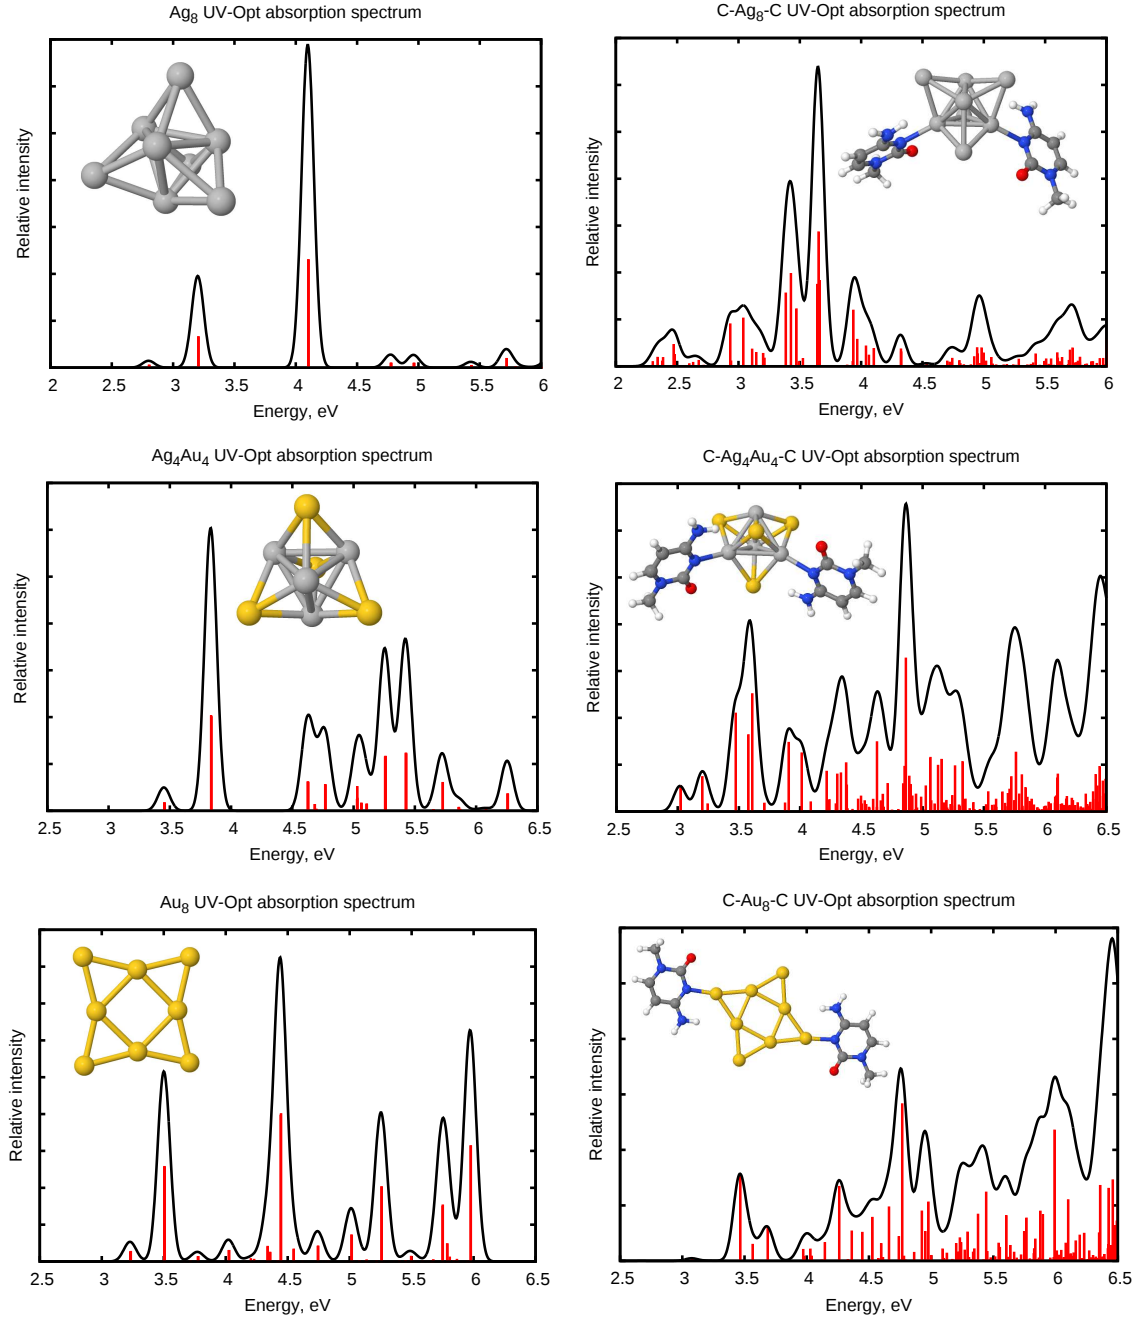 Ag8 UV-Opt absorption spectrum
Relative intensity
2 2.5 3 3.5 4 4.5 5 5.5 6
Energy, eV
C-Ag8-C UV-Opt absorption spectrum
Relative intensity
2 2.5 3 3.5 4 4.5 5 5.5 6
Energy, eV
Ag4Au4 UV-Opt absorption spectrum
Relative intensity
2.5 3 3.5 4 4.5 5 5.5 6 6.5
Energy, eV
C-Ag4Au4-C UV-Opt absorption spectrum
Relative intensity
2.5 3 3.5 4 4.5 5 5.5 6 6.5
Energy, eV
Au8 UV-Opt absorption spectrum
Relative intensity
2.5 3 3.5 4 4.5 5 5.5 6 6.5
Energy, eV
C-Au8-C UV-Opt absorption spectrum
Relative intensity
2.5 3 3.5 4 4.5 5 5.5 6 6.5
Energy, eV